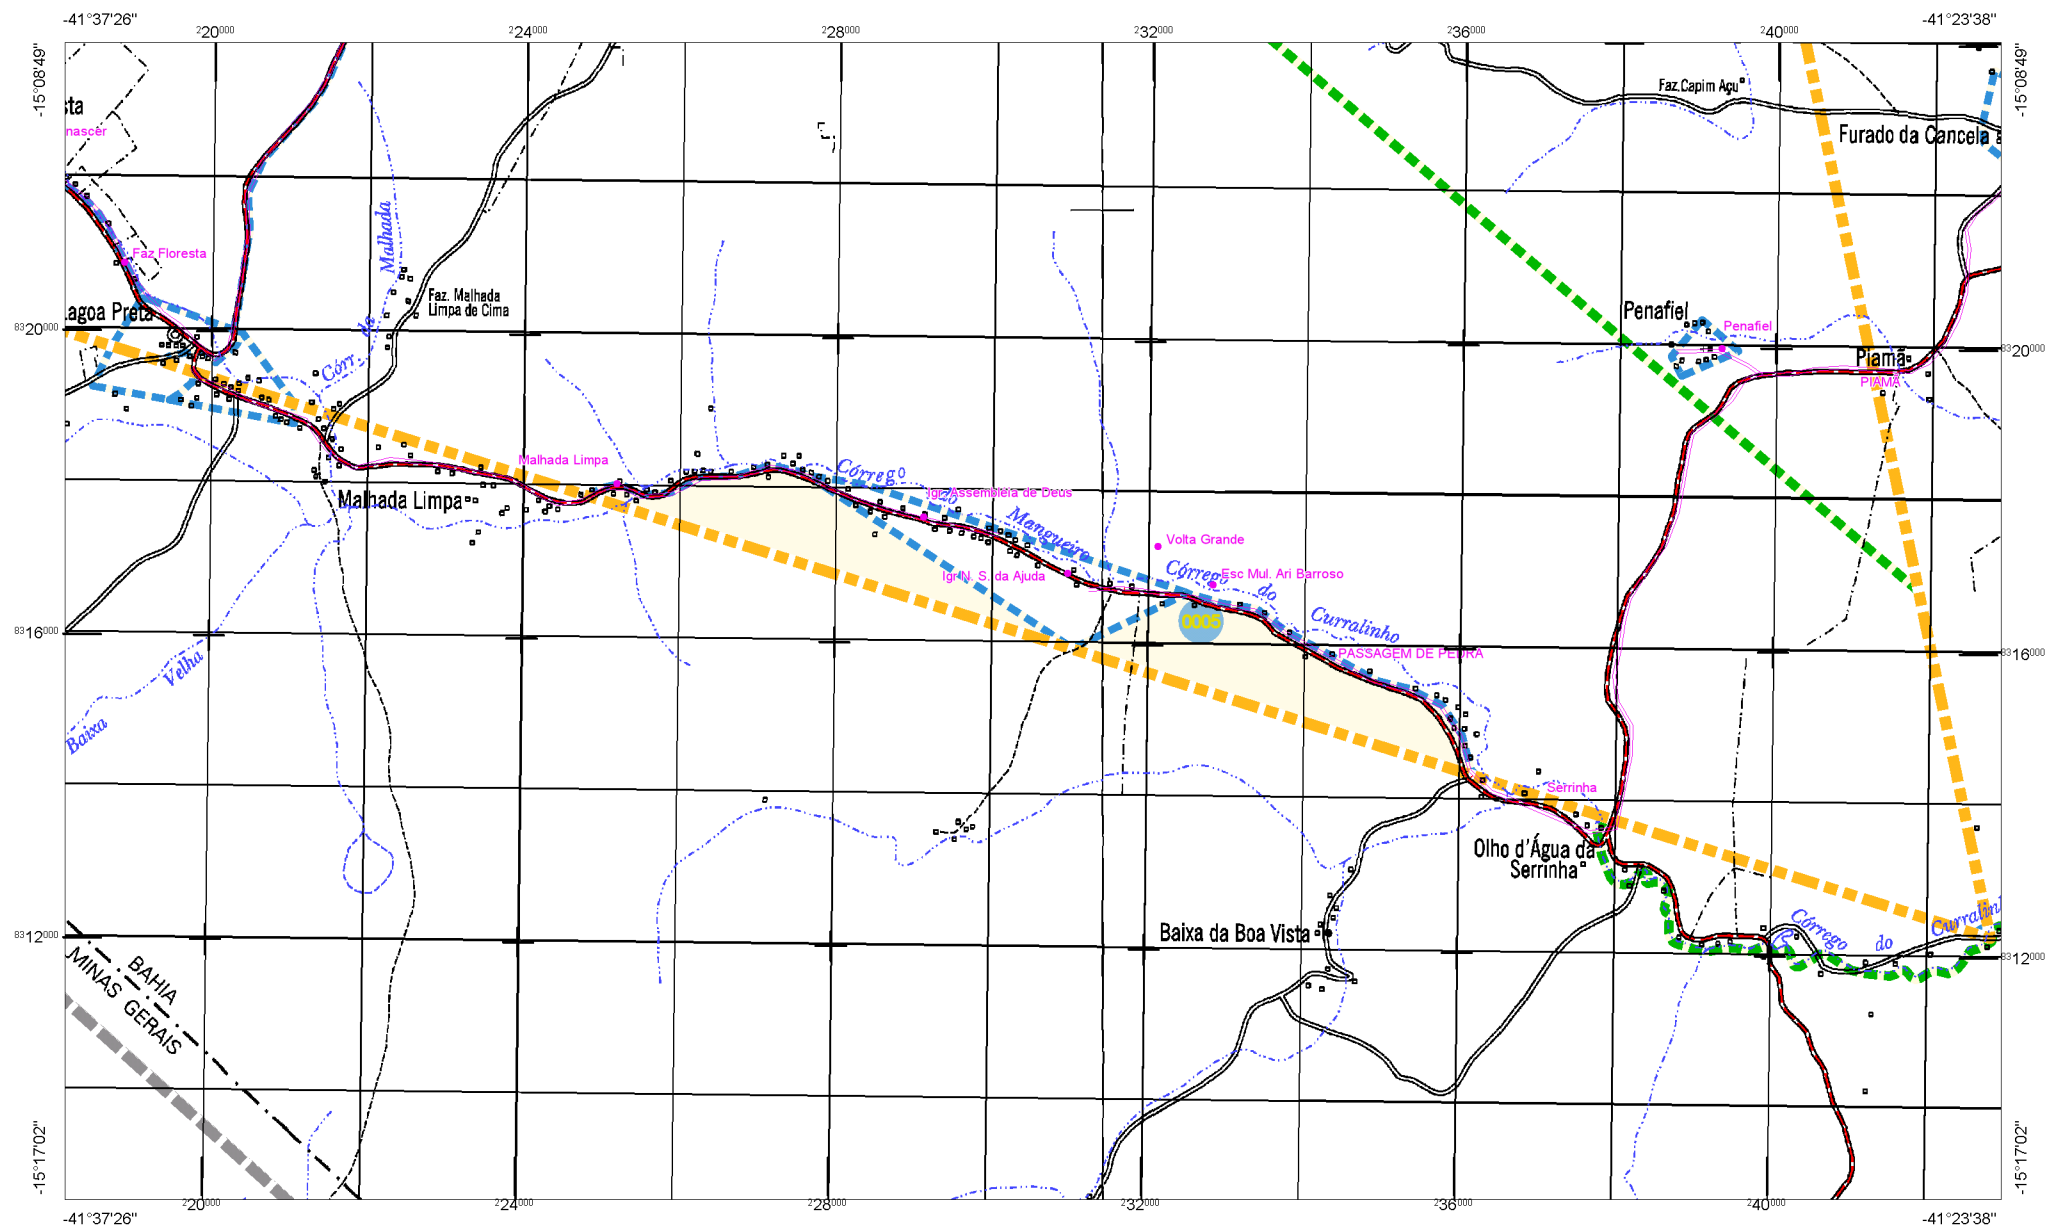 -41°37'26"
-41°23'38"
220000
224000
228000
232000
236000
240000
-15°08'49"
-15°08'49"
Faz. Capim Açu
sta
nascer
Furado da Cancela
Malhada
da
Córr.
Faz Floresta
Faz. Malhada
Limpa de Cima
Lagoa Preta
Penafiel
Penafiel
8320000
8320000
Piamã
PIAMÃ
Malhada Limpa
Malhada Limpa
Córrego
do
Mangueiro
Igr. Assembleia de Deus
Volta Grande
Igr N. S. da Ajuda
Esc Mul. Ari Barroso
Córrego
do
Curralinho
0005
8316000
8316000
PASSAGEM DE PEDRA
Velha
Baixa
Serrinha
Olho d'Água da
Serrinha
Baixa da Boa Vista
Córrego
do
Curralinh
8312000
8312000
BAHIA
MINAS GERAIS
-15°17'02"
-15°17'02"
220000
224000
228000
232000
236000
240000
-41°37'26"
-41°23'38"